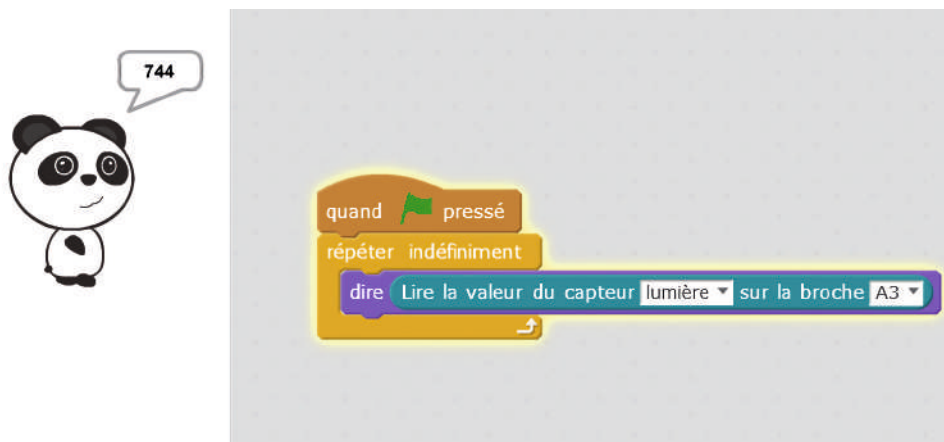 744
quand pressé
répéter indéfiniment
dire Lire la valeur du capteur lumière sur la broche A3